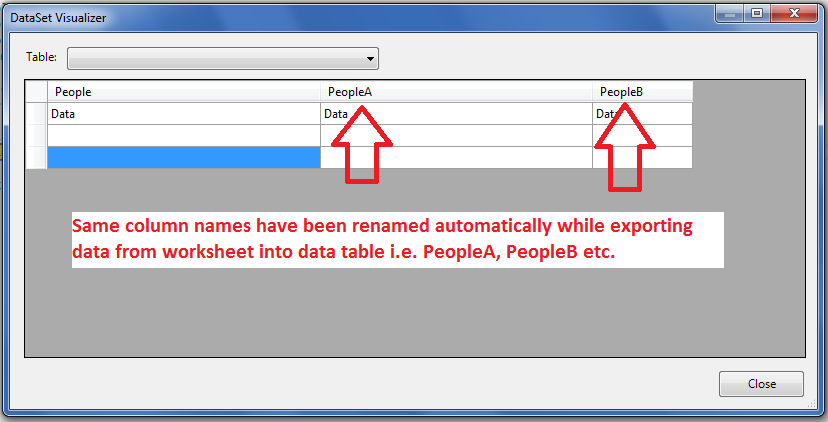 DataSet Visualizer
Table:
People PeopleA PeopleB
Data Data Data
Same column names have been renamed automatically while exporting
data from worksheet into data table i.e. PeopleA, PeopleB etc.
Close